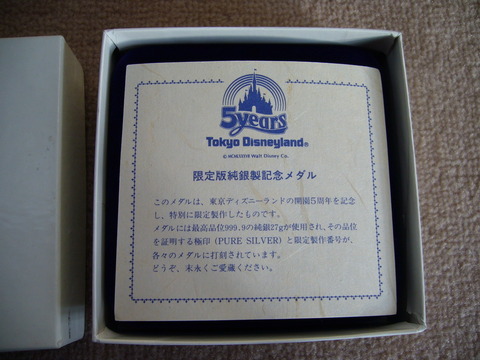 5years
Tokyo Disneyland®
© MCMLXXXVIII Walt Disney Co.
限定版純銀製記念メダル
このメダルは、東京ディズニーランドの開園5周年を記念
し、特別に限定製作したものです。
メダルには最高品位999.9の純銀27gが使用され、その品位
を証明する極印（PURE SILVER）と限定製作番号が、
各々のメダルに打刻されています。
どうぞ、末永くご愛蔵ください。